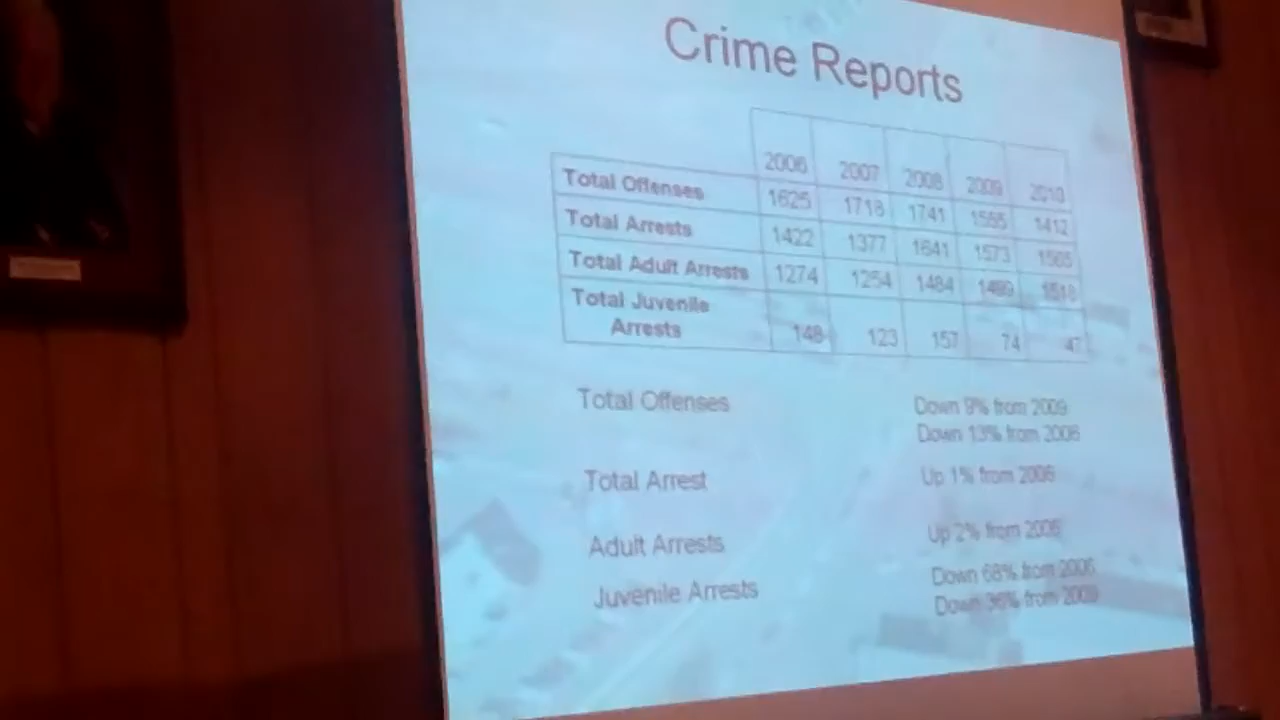 Crime Reports
2006 2007 2008 2009 2010
Total Offenses 1625 1718 1741 1555 1412
Total Arrests 1422 1377 1641 1573 1565
Total Adult Arrests 1274 1254 1484 1499 1518
Total Juvenile
Arrests 148 123 157 74 47
Total Offenses Down 9% from 2009
Down 13% from 2006
Total Arrest Up 1% from 2006
Adult Arrests Up 2% from 2006
Juvenile Arrests Down 68% from 2006
Down 36% from 2009